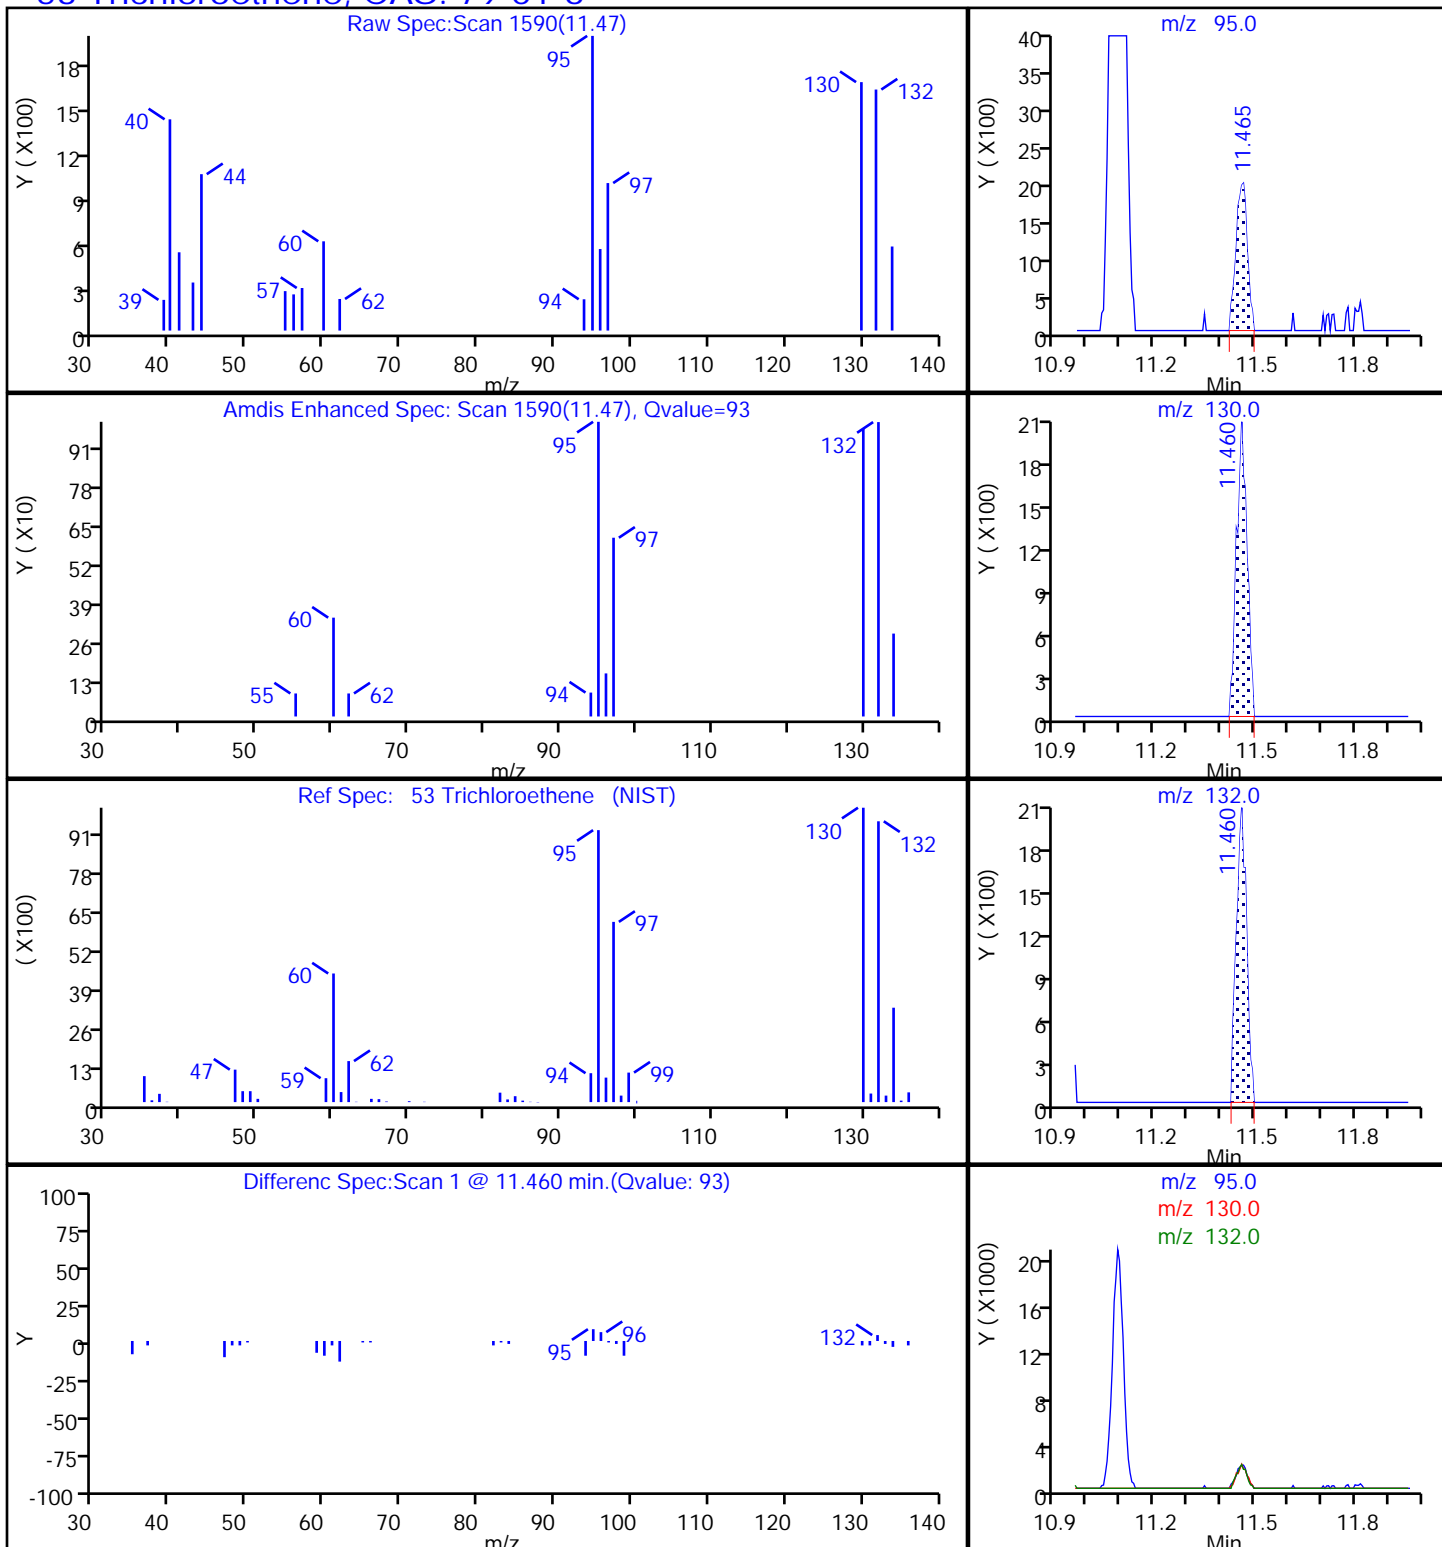 Raw Spec:Scan 1590(11.47)
Y ( X100)
18
15
12
9
6
3
0
95
130
132
40
44
97
60
57
39
62
94
30 40 50 60 70 80 90 100 110 120 130 140
m/z
m/z 95.0
Y ( X100)
40
35
30
25
20
15
10
5
0
11.465
10.9 11.2 11.5 11.8
Min
Amdis Enhanced Spec: Scan 1590(11.47), Qvalue=93
Y ( X10)
91
78
65
52
39
26
13
0
95
132
97
60
55
62
94
30 50 70 90 110 130
m/z
m/z 130.0
Y ( X100)
21
18
15
12
9
6
3
0
11.460
10.9 11.2 11.5 11.8
Min
Ref Spec: 53 Trichloroethene (NIST)
( X100)
91
78
65
52
39
26
13
0
130
95
132
97
60
47
59
62
94
99
30 50 70 90 110 130
m/z 132.0
Y ( X100)
21
18
15
12
9
6
3
0
11.460
10.9 11.2 11.5 11.8
Min
Differenc Spec:Scan 1 @ 11.460 min.(Qvalue: 93)
Y
100
75
50
25
0
-25
-50
-75
-100
95
96
132
30 40 50 60 70 80 90 100 110 120 130 140
m/z
m/z 95.0
m/z 130.0
m/z 132.0
Y ( X1000)
20
16
12
8
4
0
10.9 11.2 11.5 11.8
Min